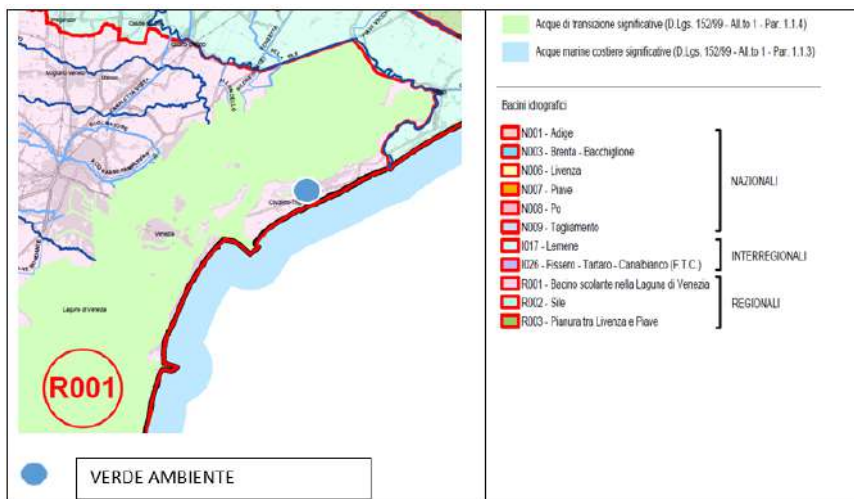 Acque di transizione significative (D.Lgs. 152/99 - All.to 1 - Par. 1.1.4)
Acque marine costiere significative (D.Lgs. 152/99 - All.to 1 - Par. 1.1.3)
Bacini idrografici
N001 - Adige
N003 - Brenta - Bacchiglione
N006 - Livenza
N007 - Piave
N008 - Po
N009 - Tagliamento
NAZIONALI
I017 - Lemene
I026 - Fissero - Tartaro - Canalbianco (F.T.C.)
INTERREGIONALI
R001 - Bacino scolante nella Laguna di Venezia
R002 - Sile
R003 - Pianura tra Livenza e Piave
REGIONALI
Venezia
Laguna di Venezia
R001
VERDE AMBIENTE